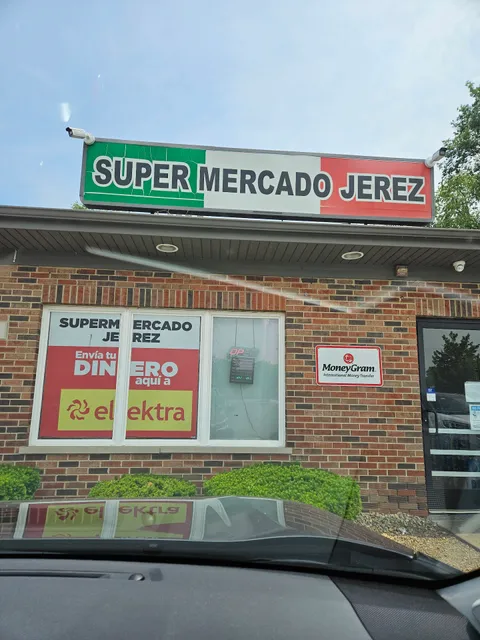 SUPER MERCADO JEREZ
SUPERMERCADO
JEREZ
Envía tu
DINERO
aquí a
elektra
MoneyGram
International Money Transfer